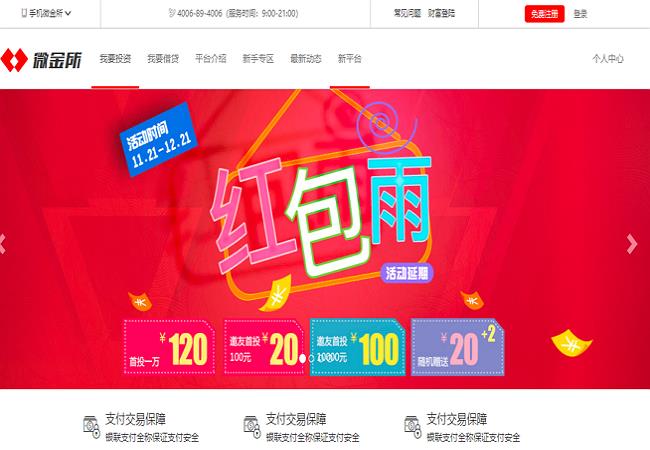 手机微金所
4006-89-4006 (服务时间：9:00-21:00)
常见问题 财富登陆
免费注册 登录
微金所
我要投资 我要借贷 平台介绍 新手专区 最新动态 新平台 个人中心
活动时间
11.21-12.21
红包雨
活动延期
首投一万 ¥120
邀友首投
100元 ¥20
邀友首投
¥100
随机赠送 ¥20+2
支付交易保障 支付交易保障 支付交易保障
银联支付全称保证支付安全 银联支付全称保证支付安全 银联支付全称保证支付安全